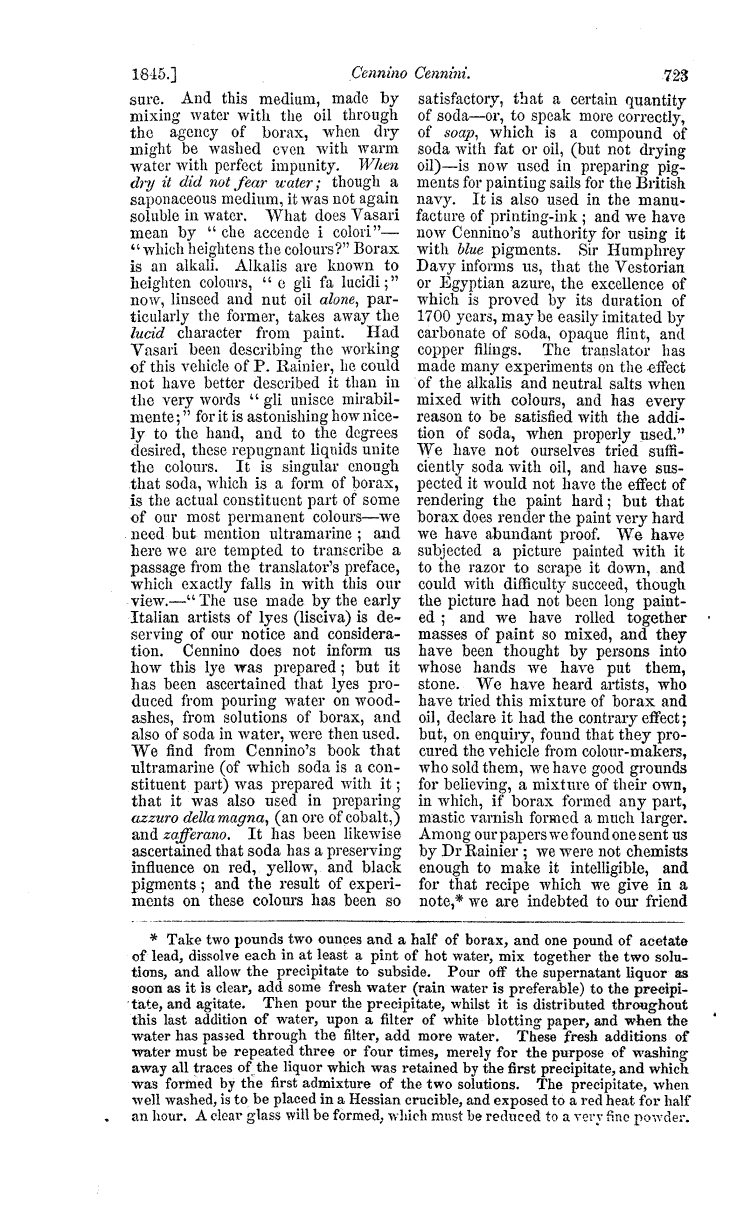 1845.] Cennino Cennini. 723
sure. And this medium, made by
mixing water with the oil through
the agency of borax, when dry
might be washed even with warm
water with perfect impunity. When
dry it did not fear water; though a
saponaceous medium, it was not again
soluble in water. What does Vasari
mean by " che accende i colori"—
"which heightens the colours?" Borax
is an alkali. Alkalis are known to
heighten colours, " e gli fa lucidi;"
now, linseed and nut oil alone, par-
ticularly the former, takes away the
lucid character from paint. Had
Vasari been describing the working
of this vehicle of P. Rainier, he could
not have better described it than in
the very words " gli unisce mirabil-
mente;" for it is astonishing how nice-
ly to the hand, and to the degrees
desired, these repugnant liquids unite
the colours. It is singular enough
that soda, which is a form of borax,
is the actual constituent part of some
of our most permanent colours—we
need but mention ultramarine; and
here we are tempted to transcribe a
passage from the translator's preface,
which exactly falls in with this our
view.—"The use made by the early
Italian artists of lyes (lisciva) is de-
serving of our notice and considera-
tion. Cennino does not inform us
how this lye was prepared; but it
has been ascertained that lyes pro-
duced from pouring water on wood-
ashes, from solutions of borax, and
also of soda in water, were then used.
We find from Cennino's book that
ultramarine (of which soda is a con-
stituent part) was prepared with it;
that it was also used in preparing
azzuro della magna, (an ore of cobalt,)
and zafferano. It has been likewise
ascertained that soda has a preserving
influence on red, yellow, and black
pigments; and the result of experi-
ments on these colours has been so
satisfactory, that a certain quantity
of soda—or, to speak more correctly,
of soap, which is a compound of
soda with fat or oil, (but not drying
oil)—is now used in preparing pig-
ments for painting sails for the British
navy. It is also used in the manu-
facture of printing-ink; and we have
now Cennino's authority for using it
with blue pigments. Sir Humphrey
Davy informs us, that the Vestorian
or Egyptian azure, the excellence of
which is proved by its duration of
1700 years, may be easily imitated by
carbonate of soda, opaque flint, and
copper filings. The translator has
made many experiments on the effect
of the alkalis and neutral salts when
mixed with colours, and has every
reason to be satisfied with the addi-
tion of soda, when properly used."
We have not ourselves tried suffi-
ciently soda with oil, and have sus-
pected it would not have the effect of
rendering the paint hard; but that
borax does render the paint very hard
we have abundant proof. We have
subjected a picture painted with it
to the razor to scrape it down, and
could with difficulty succeed, though
the picture had not been long paint-
ed; and we have rolled together
masses of paint so mixed, and they
have been thought by persons into
whose hands we have put them,
stone. We have heard artists, who
have tried this mixture of borax and
oil, declare it had the contrary effect;
but, on enquiry, found that they pro-
cured the vehicle from colour-makers,
who sold them, we have good grounds
for believing, a mixture of their own,
in which, if borax formed any part,
mastic varnish formed a much larger.
Among our papers we found one sent us
by Dr Rainier; we were not chemists
enough to make it intelligible, and
for that recipe which we give in a
note,* we are indebted to our friend
* Take two pounds two ounces and a half of borax, and one pound of acetate
of lead, dissolve each in at least a pint of hot water, mix together the two solu-
tions, and allow the precipitate to subside. Pour off the supernatant liquor as
soon as it is clear, add some fresh water (rain water is preferable) to the precipi-
tate, and agitate. Then pour the precipitate, whilst it is distributed throughout
this last addition of water, upon a filter of white blotting paper, and when the
water has passed through the filter, add more water. These fresh additions of
water must be repeated three or four times, merely for the purpose of washing
away all traces of the liquor which was retained by the first precipitate, and which
was formed by the first admixture of the two solutions. The precipitate, when
well washed, is to be placed in a Hessian crucible, and exposed to a red heat for half
an hour. A clear glass will be formed, which must be reduced to a very fine powder.